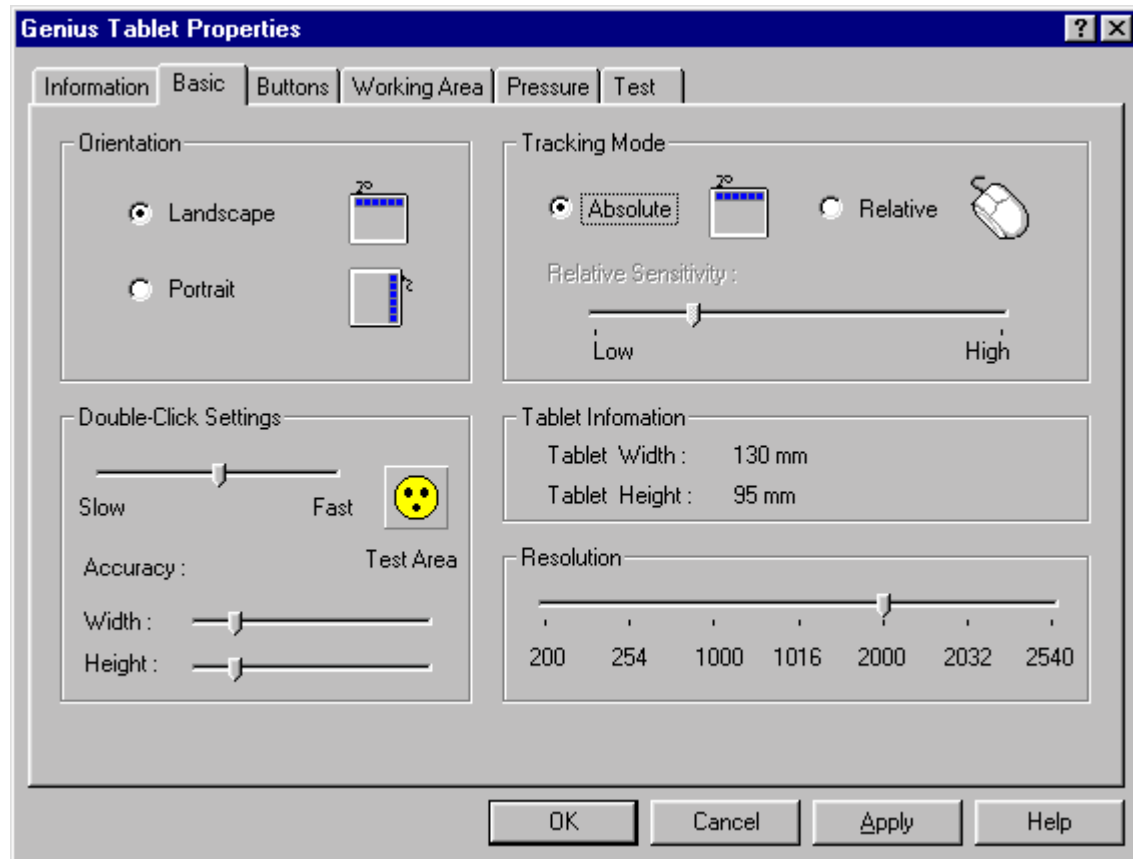 Genius Tablet Properties
Information Basic Buttons Working Area Pressure Test
Orientation
Landscape
Portrait
Tracking Mode
Absolute Relative
Relative Sensitivity :
Low High
Double-Click Settings
Slow Fast
Test Area
Accuracy :
Width :
Height :
Tablet Infomation
Tablet Width : 130 mm
Tablet Height : 95 mm
Resolution
200 254 1000 1016 2000 2032 2540
OK Cancel Apply Help